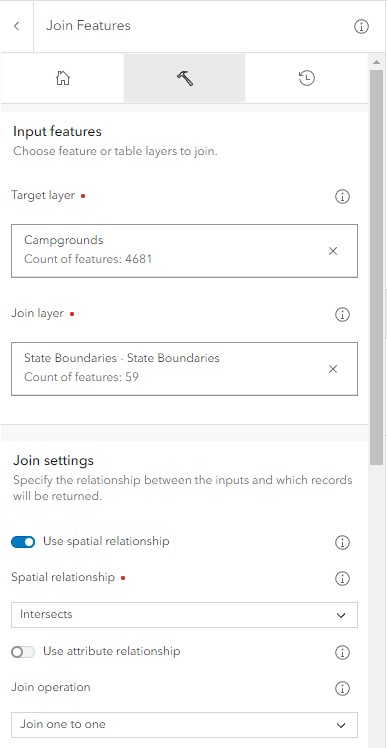 Join Features
Input features
Choose feature or table layers to join.
Target layer
Campgrounds
Count of features: 4681
Join layer
State Boundaries - State Boundaries
Count of features: 59
Join settings
Specify the relationship between the inputs and which records
will be returned.
Use spatial relationship
Spatial relationship
Intersects
Use attribute relationship
Join operation
Join one to one